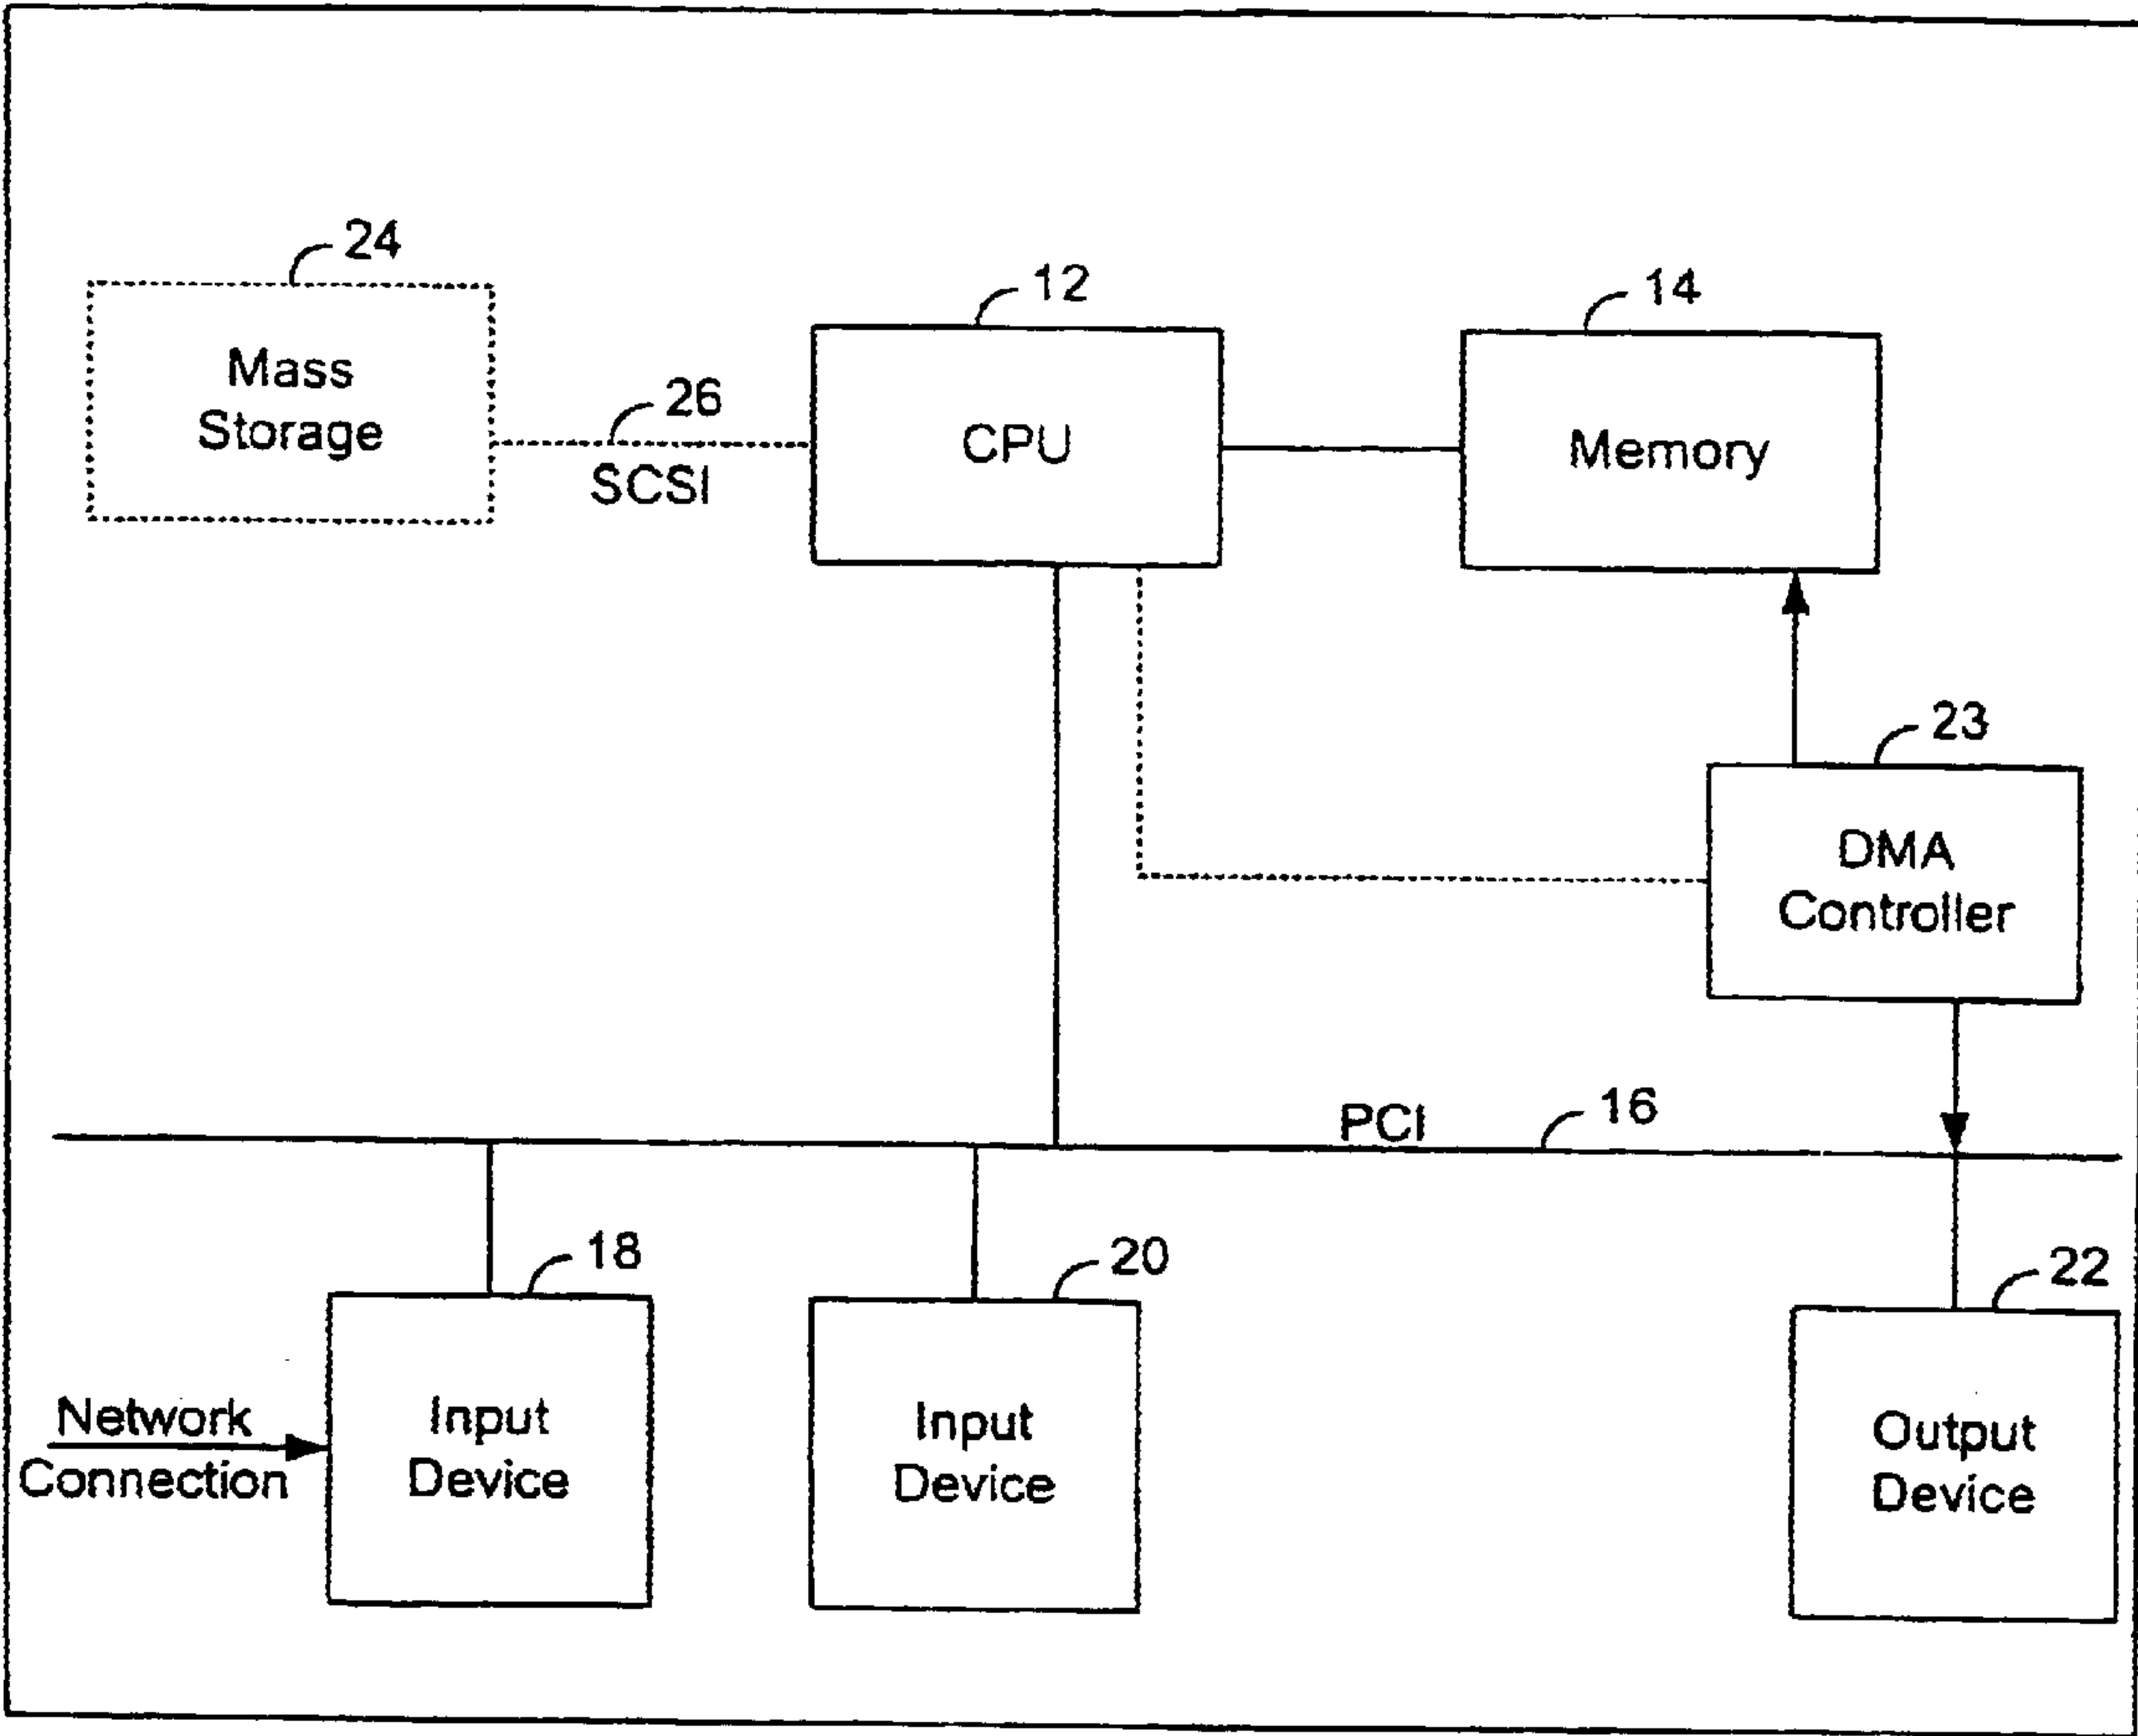 24
Mass
Storage
26
SCSI
12
CPU
14
Memory
23
DMA
Controller
PCI
16
18
Network
Connection
Input
Device
20
Input
Device
22
Output
Device